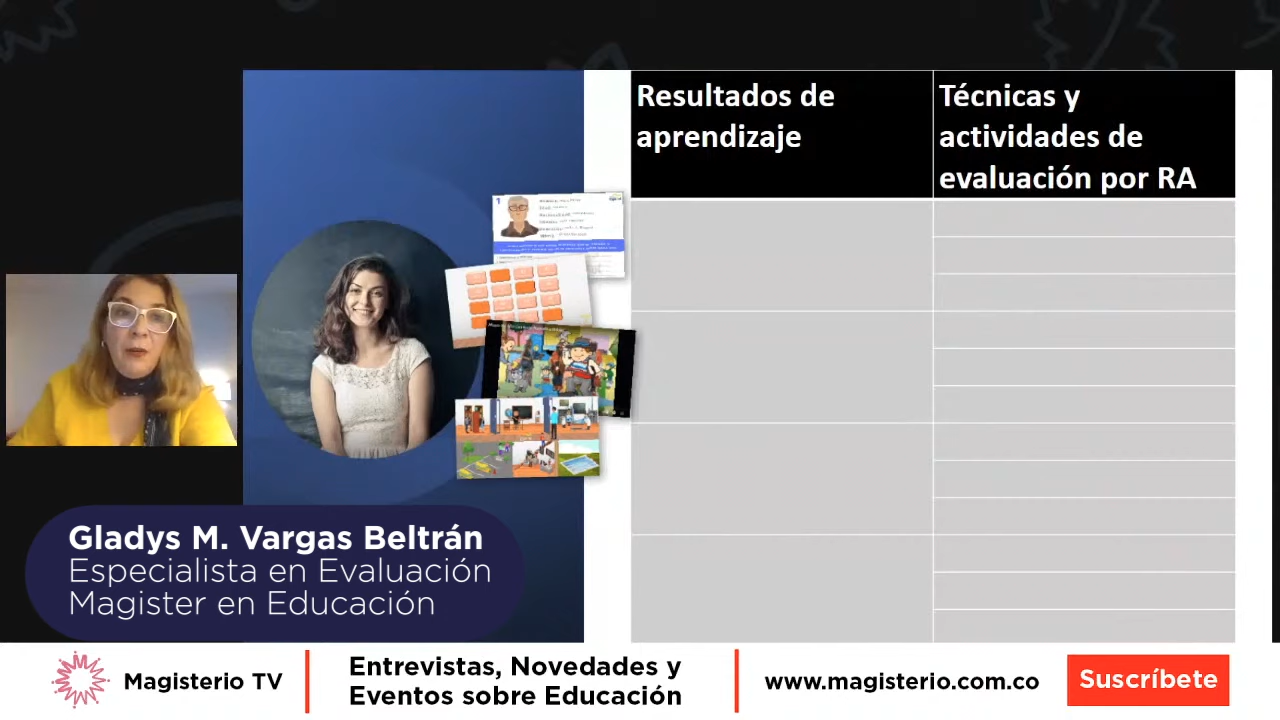 Resultados de
aprendizaje
Técnicas y
actividades de
evaluación por RA
1
Gladys M. Vargas Beltrán
Especialista en Evaluación
Magister en Educación
Magisterio TV
Entrevistas, Novedades y
Eventos sobre Educación
www.magisterio.com.co
Suscríbete